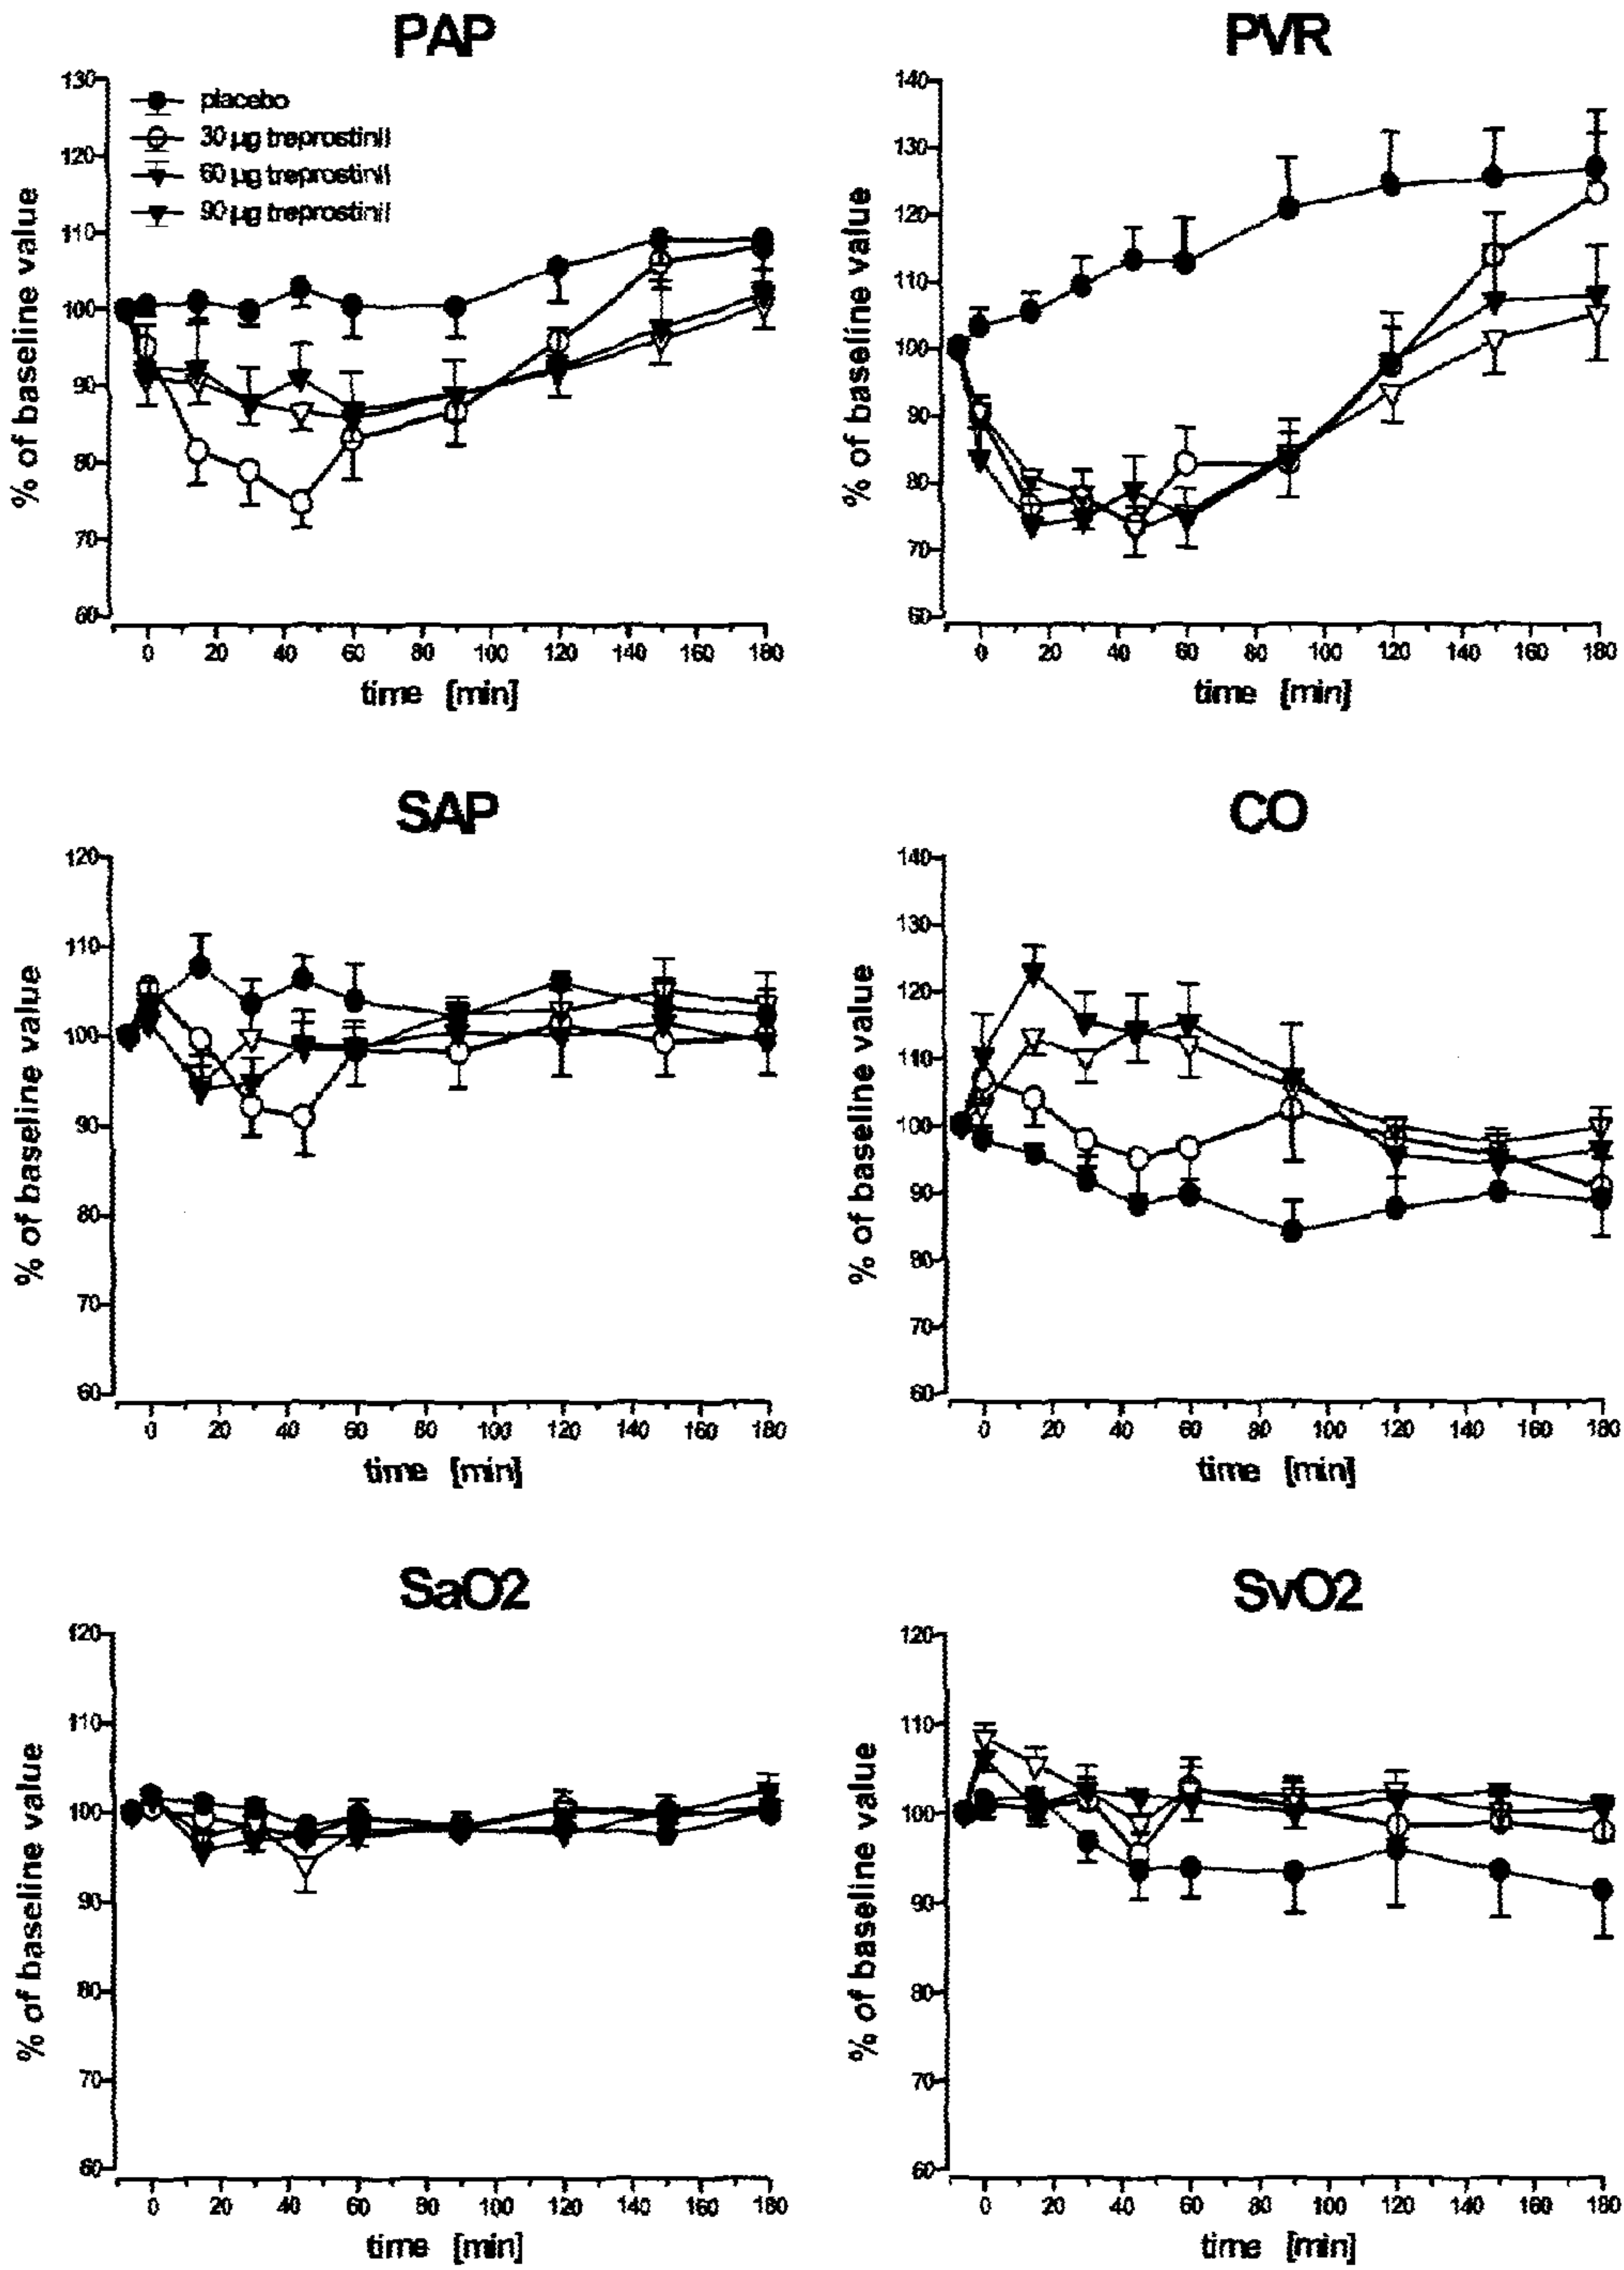 PAP
130
120
110
100
90
80
70
60
% of baseline value
placebo
30 µg treprostinil
60 µg treprostinil
90 µg treprostinil
0 20 40 60 80 100 120 140 160 180
time [min]
PVR
140
130
120
110
100
90
80
70
60
% of baseline value
0 20 40 60 80 100 120 140 160 180
time [min]
SAP
120
110
100
90
80
70
60
% of baseline value
0 20 40 60 80 100 120 140 160 180
time [min]
CO
140
130
120
110
100
90
80
70
60
% of baseline value
0 20 40 60 80 100 120 140 160 180
time [min]
SaO2
120
110
100
90
80
70
60
% of baseline value
0 20 40 60 80 100 120 140 160 180
time [min]
SvO2
120
110
100
90
80
70
60
% of baseline value
0 20 40 60 80 100 120 140 160 180
time [min]